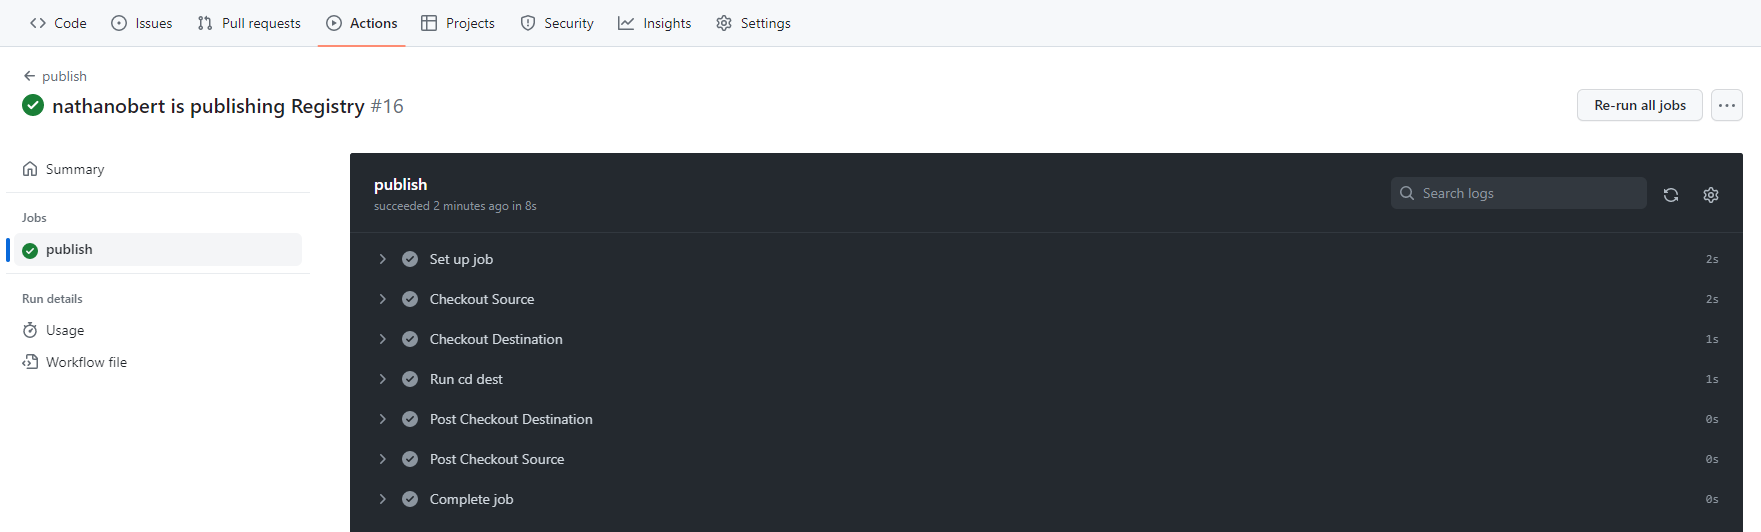 Code Issues Pull requests Actions Projects Security Insights Settings
publish
nathanobert is publishing Registry #16
Re-run all jobs
Summary
Jobs
publish
Run details
Usage
Workflow file
publish
succeeded 2 minutes ago in 8s
Search logs
Set up job 2s
Checkout Source 2s
Checkout Destination 1s
Run cd dest 1s
Post Checkout Destination 0s
Post Checkout Source 0s
Complete job 0s